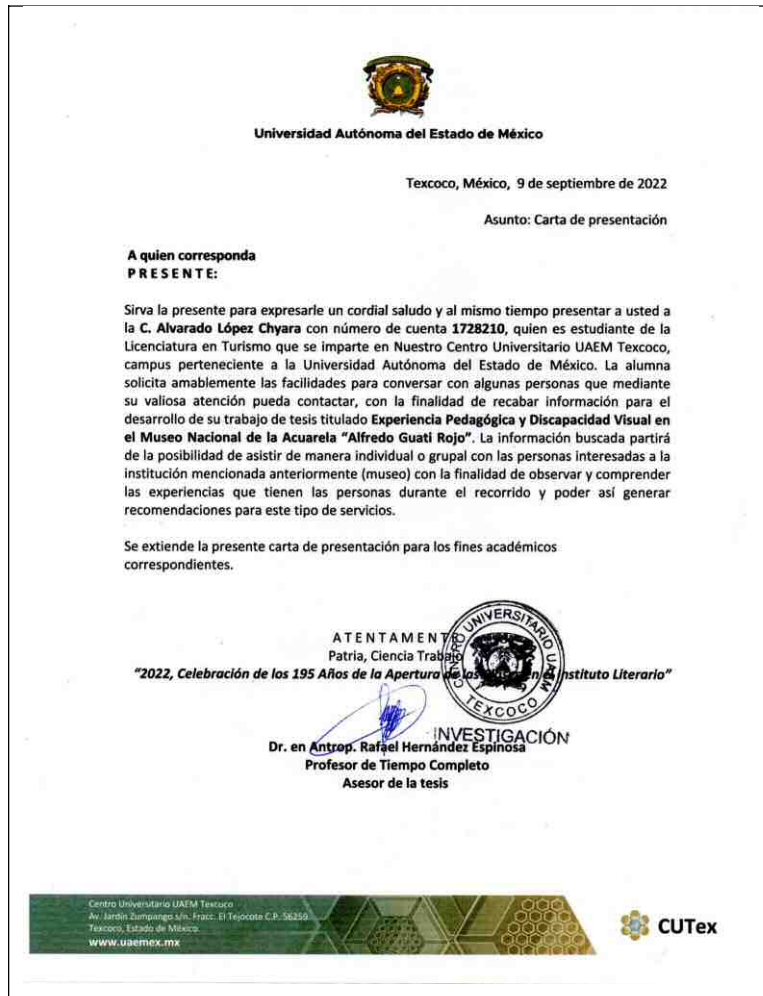 Universidad Autónoma del Estado de México
Texcoco, México, 9 de septiembre de 2022
Asunto: Carta de presentación
A quien corresponda
P R E S E N T E:
Sirva la presente para expresarle un cordial saludo y al mismo tiempo presentar a usted a
la C. Alvarado López Chyara con número de cuenta 1728210, quien es estudiante de la
Licenciatura en Turismo que se imparte en Nuestro Centro Universitario UAEM Texcoco,
campus perteneciente a la Universidad Autónoma del Estado de México. La alumna
solicita amablemente las facilidades para conversar con algunas personas que mediante
su valiosa atención pueda contactar, con la finalidad de recabar información para el
desarrollo de su trabajo de tesis titulado Experiencia Pedagógica y Discapacidad Visual en
el Museo Nacional de la Acuarela "Alfredo Guati Rojo". La información buscada partirá
de la posibilidad de asistir de manera individual o grupal con las personas interesadas a la
institución mencionada anteriormente (museo) con la finalidad de observar y comprender
las experiencias que tienen las personas durante el recorrido y poder así generar
recomendaciones para este tipo de servicios.
Se extiende la presente carta de presentación para los fines académicos
correspondientes.
A T E N T A M E N T
Patria, Ciencia Trabajo
"2022, Celebración de los 195 Años de la Apertura de las en el Instituto Literario"
CENTRO UNIVERSITARIO UAEM
TEXCOCO
INVESTIGACIÓN
Dr. en Antrop. Rafael Hernández Espinosa
Profesor de Tiempo Completo
Asesor de la tesis
Centro Universitario UAEM Texcoco
Av. Jardín Zumpango s/n. Fracc. El Tejocote C.P. 56259
Texcoco, Estado de México.
www.uaemex.mx
CUTex